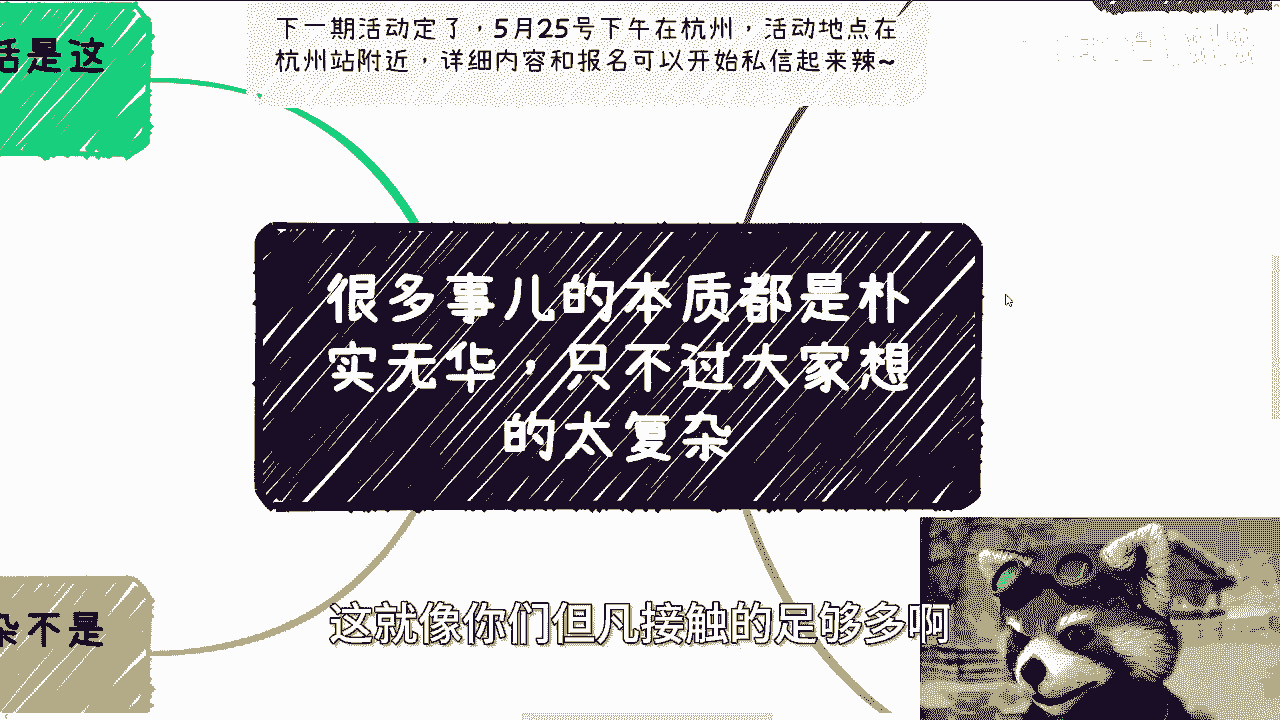 下一期活动定了，5月25号下午在杭州，活动地点在
杭州站附近，详细内容和报名可以开始私信起来辣~
话是这
很多事儿的本质都是朴
实无华，只不过大家想
的太复杂
杂不是
这就像你们但凡接触的足够多啊